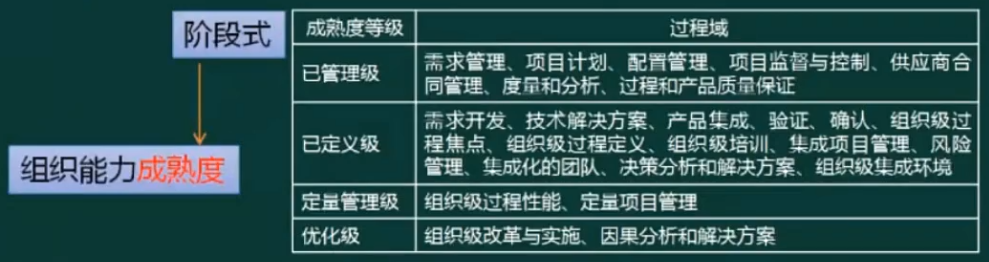 阶段式
组织能力成熟度
成熟度等级 过程域
已管理级 需求管理、项目计划、配置管理、项目监督与控制、供应商合
同管理、度量和分析、过程和产品质量保证
已定义级 需求开发、技术解决方案、产品集成、验证、确认、组织级过
程焦点、组织级过程定义、组织级培训、集成项目管理、风险
管理、集成化的团队、决策分析和解决方案、组织级集成环境
定量管理级 组织级过程性能、定量项目管理
优化级 组织级改革与实施、因果分析和解决方案